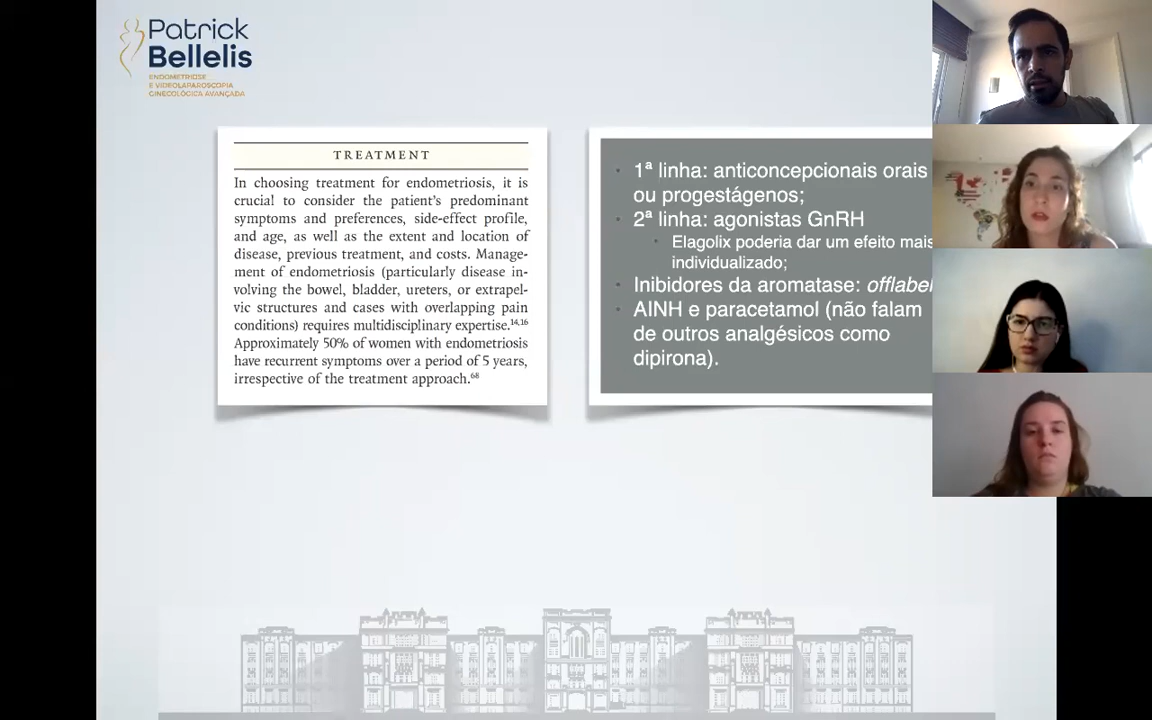 Patrick
Bellelis
ENDOMETRIOSE
E VIDEOLAPAROSCOPIA
GINECOLÓGICA AVANÇADA
TREATMENT
In choosing treatment for endometriosis, it is
crucial to consider the patient's predominant
symptoms and preferences, side-effect profile,
and age, as well as the extent and location of
disease, previous treatment, and costs. Manage-
ment of endometriosis (particularly disease in-
volving the bowel, bladder, ureters, or extrapel-
vic structures and cases with overlapping pain
conditions) requires multidisciplinary expertise.14,16
Approximately 50% of women with endometriosis
have recurrent symptoms over a period of 5 years,
irrespective of the treatment approach.68
1ª linha: anticoncepcionais orais
ou progestágenos;
2ª linha: agonistas GnRH
Elagolix poderia dar um efeito mais
individualizado;
Inibidores da aromatase: offlabel
AINH e paracetamol (não falam
de outros analgésicos como
dipirona).